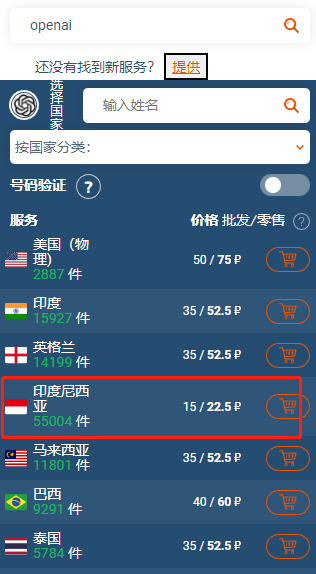 openai
还没有找到新服务? 提供
选择国家
输入姓名
按国家分类:
号码验证 ?
服务 价格 批发/零售 ?
美国（物理)
2887 件
50 / 75 ₽
印度
15927 件
35 / 52.5 ₽
英格兰
14199 件
35 / 52.5 ₽
印度尼西亚
55004 件
15 / 22.5 ₽
马来西亚
11801 件
35 / 52.5 ₽
巴西
9291 件
40 / 60 ₽
泰国
5784 件
35 / 52.5 ₽